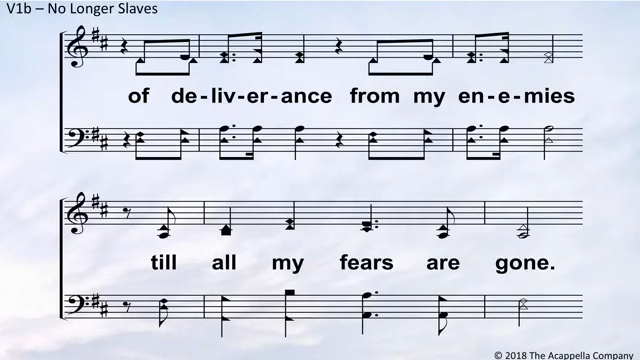 V1b – No Longer Slaves
of de-liv-er-ance from my en-e-mies
till all my fears are gone.
© 2018 The Acappella Company